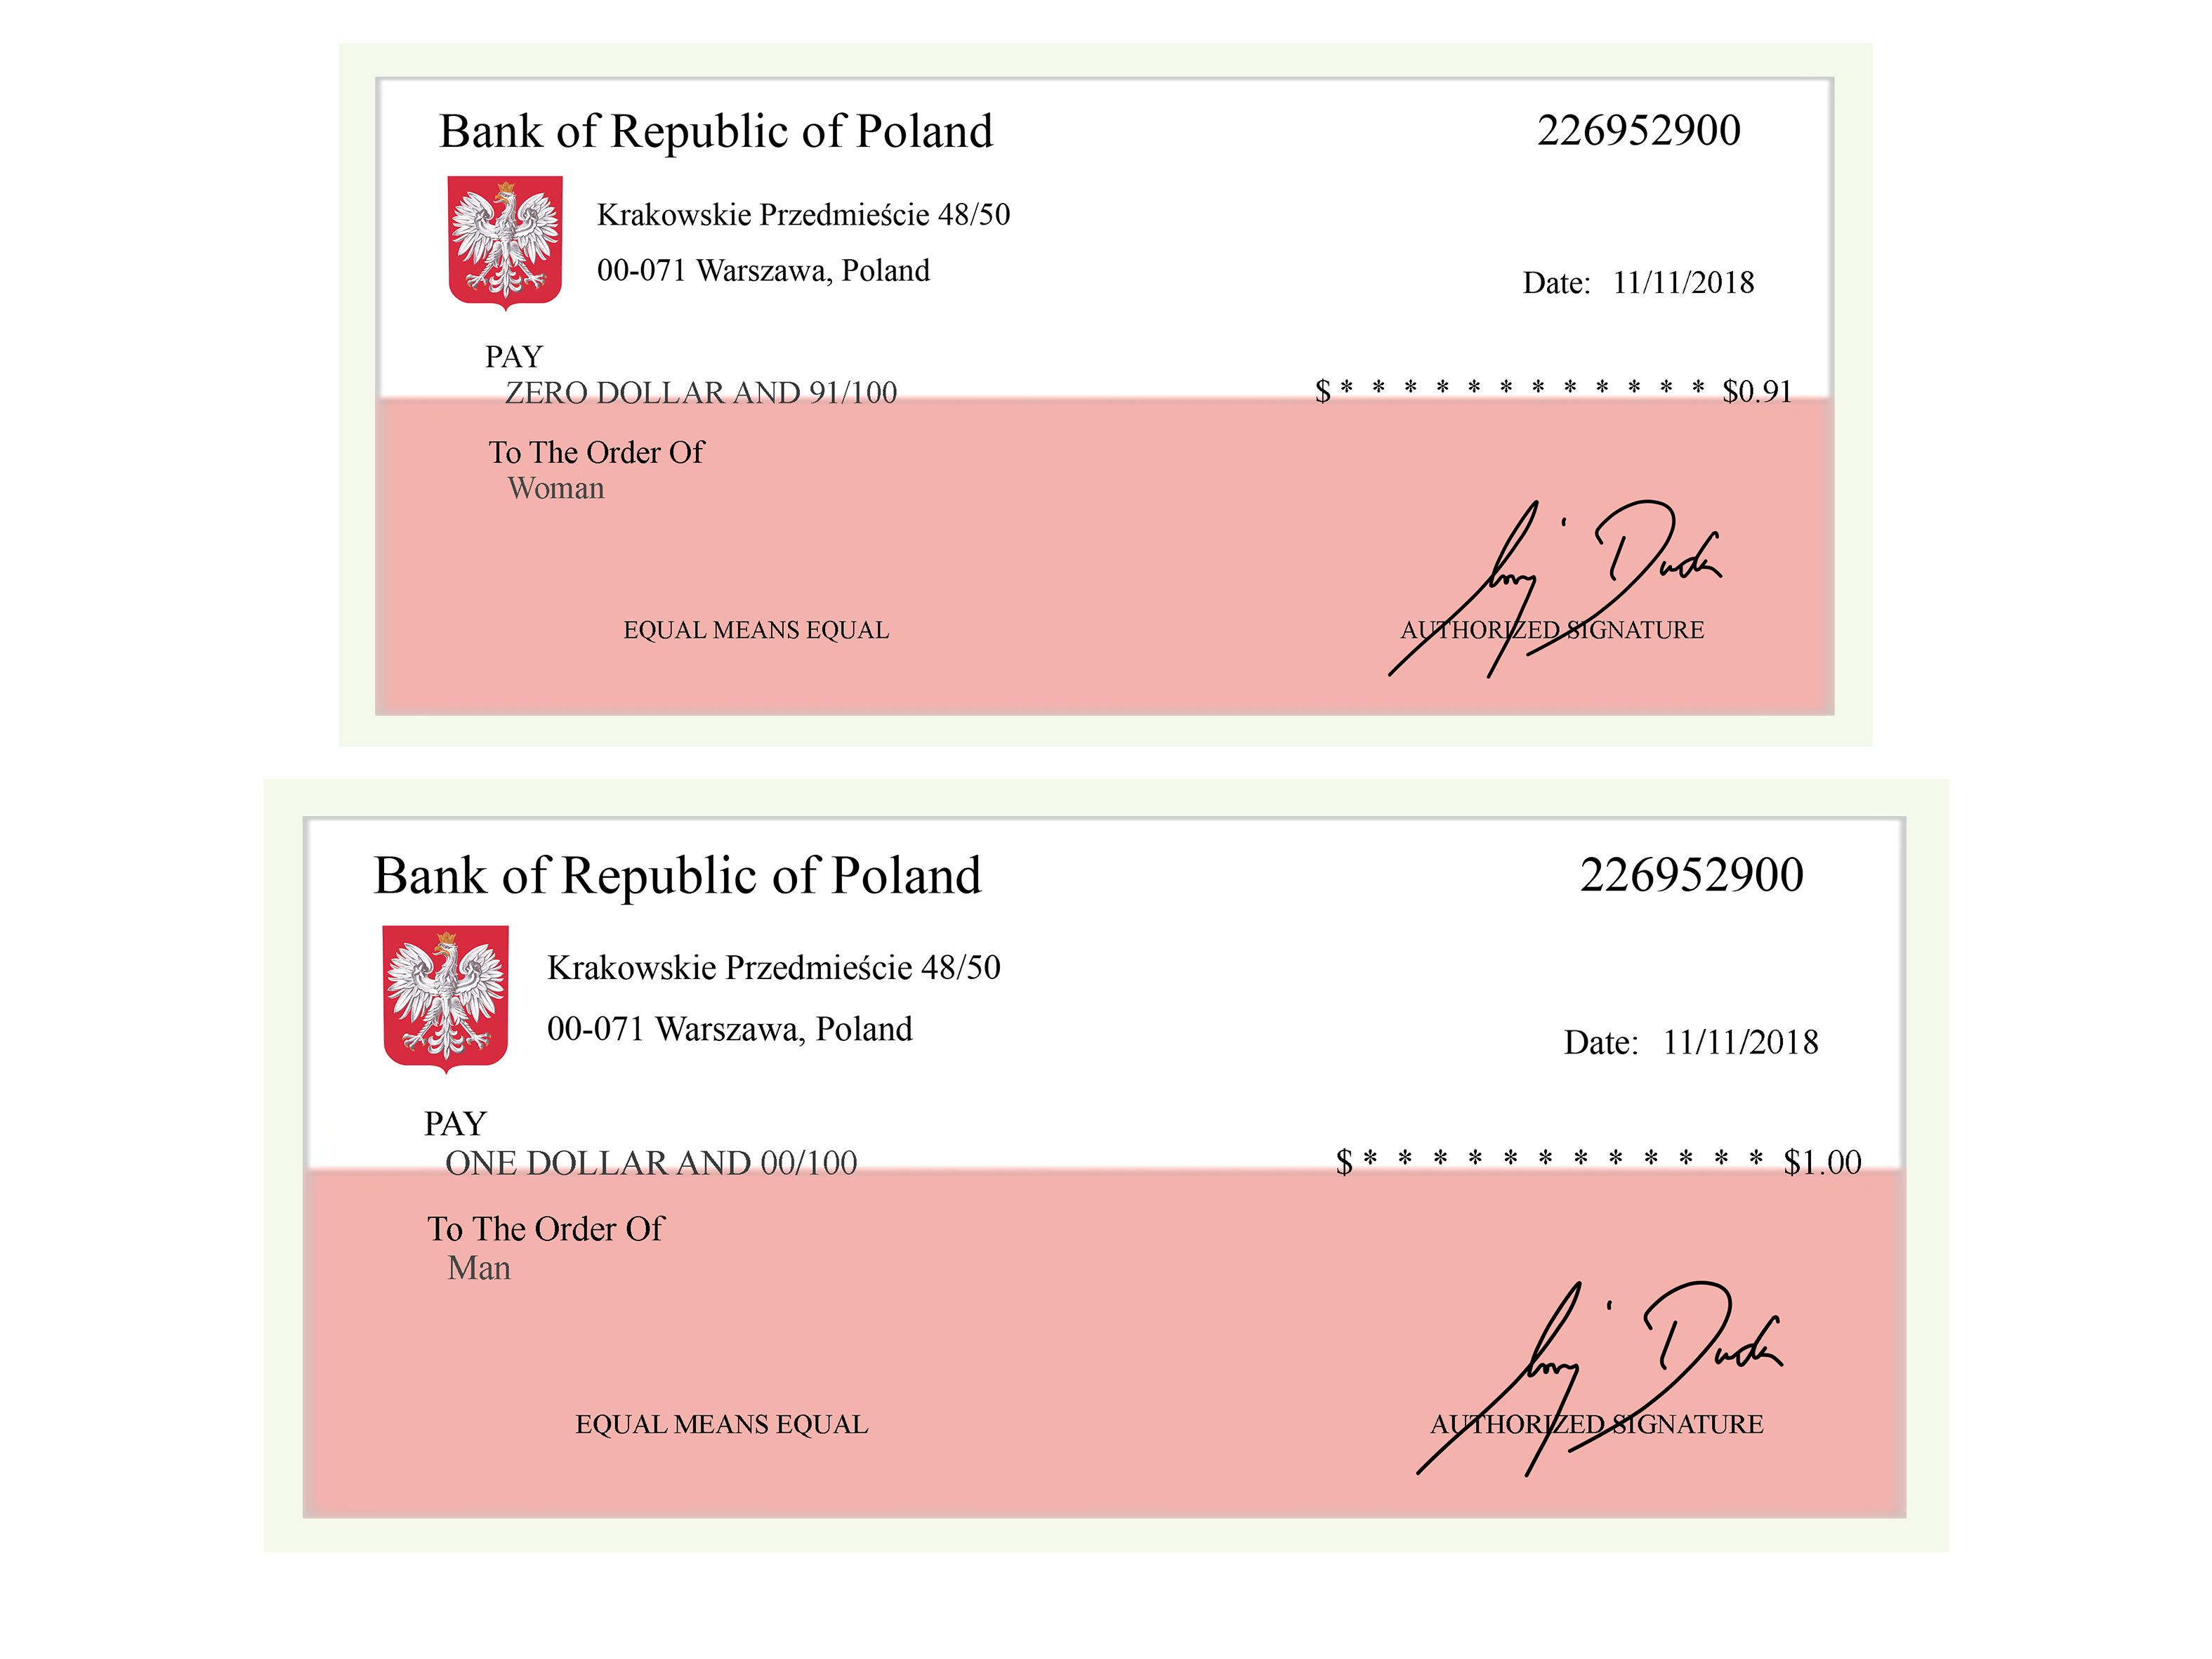 Bank of Republic of Poland
226952900
Krakowskie Przedmieście 48/50
00-071 Warszawa, Poland
Date: 11/11/2018
PAY
ZERO DOLLAR AND 91/100
$ * * * * * * * * * * * * $0.91
To The Order Of
Woman
EQUAL MEANS EQUAL
AUTHORIZED SIGNATURE
Bank of Republic of Poland
226952900
Krakowskie Przedmieście 48/50
00-071 Warszawa, Poland
Date: 11/11/2018
PAY
ONE DOLLAR AND 00/100
$ * * * * * * * * * * * * $1.00
To The Order Of
Man
EQUAL MEANS EQUAL
AUTHORIZED SIGNATURE